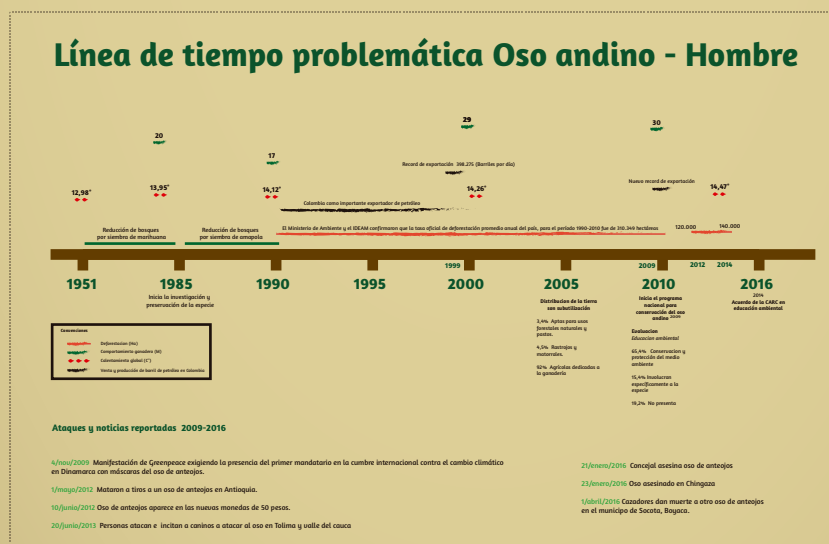 Línea de tiempo problemática Oso andino - Hombre
29
30
20
17
Record de exportación 398.275 (Barriles por día)
Nuevo record de exportación
12,98°
13,95°
14,12°
14,26°
14,47°
Colombia como importante exportador de petróleo
Reducción de bosques
por siembra de marihuana
Reducción de bosques
por siembra de amapola
El Ministerio de Ambiente y el IDEAM confirmaron que la tasa oficial de deforestación promedio anual del país, para el período 1990-2010 fue de 310.349 hectáreas
120.000
140.000
1999
2009
2012
2014
1951
1985
1990
1995
2000
2005
2010
2016
Inicia la investigación y
preservación de la especie
Distribucion de la tierra
son subutilización
3,4% Aptas para usos
forestales naturales y
pastos.
4,5% Rastrojos y
matorrales.
92% Agrícolas dedicadas a
la ganadería
Inicia el programa
nacional para
conservación del oso
andino 2009
Evaluacion
Educacion ambiental
65,4% Conservacion y
protección del medio
ambiente
15,4% Involucran
específicamente a la
especie
19,2% No presenta
2014
Acuerdo de la CARC en
educación ambiental
Convenciones
Deforestacion (Ha)
Comportamiento ganadero (M)
Calentamiento global (C°)
Venta y producción de barril de petróleo en Colombia
Ataques y noticias reportadas 2009-2016
4/nov/2009 Manifestación de Greenpeace exigiendo la presencia del primer mandatario en la cumbre internacional contra el cambio climático
en Dinamarca con máscaras del oso de anteojos.
1/mayo/2012 Mataron a tiros a un oso de anteojos en Antioquia.
10/junio/2012 Oso de anteojos aparece en las nuevas monedas de 50 pesos.
20/junio/2013 Personas atacan e incitan a caninos a atacar al oso en Tolima y valle del cauca
21/enero/2016 Concejal asesina oso de anteojos
23/enero/2016 Oso asesinado en Chingaza
1/abril/2016 Cazadores dan muerte a otro oso de anteojos
en el municipo de Socota, Boyaca.